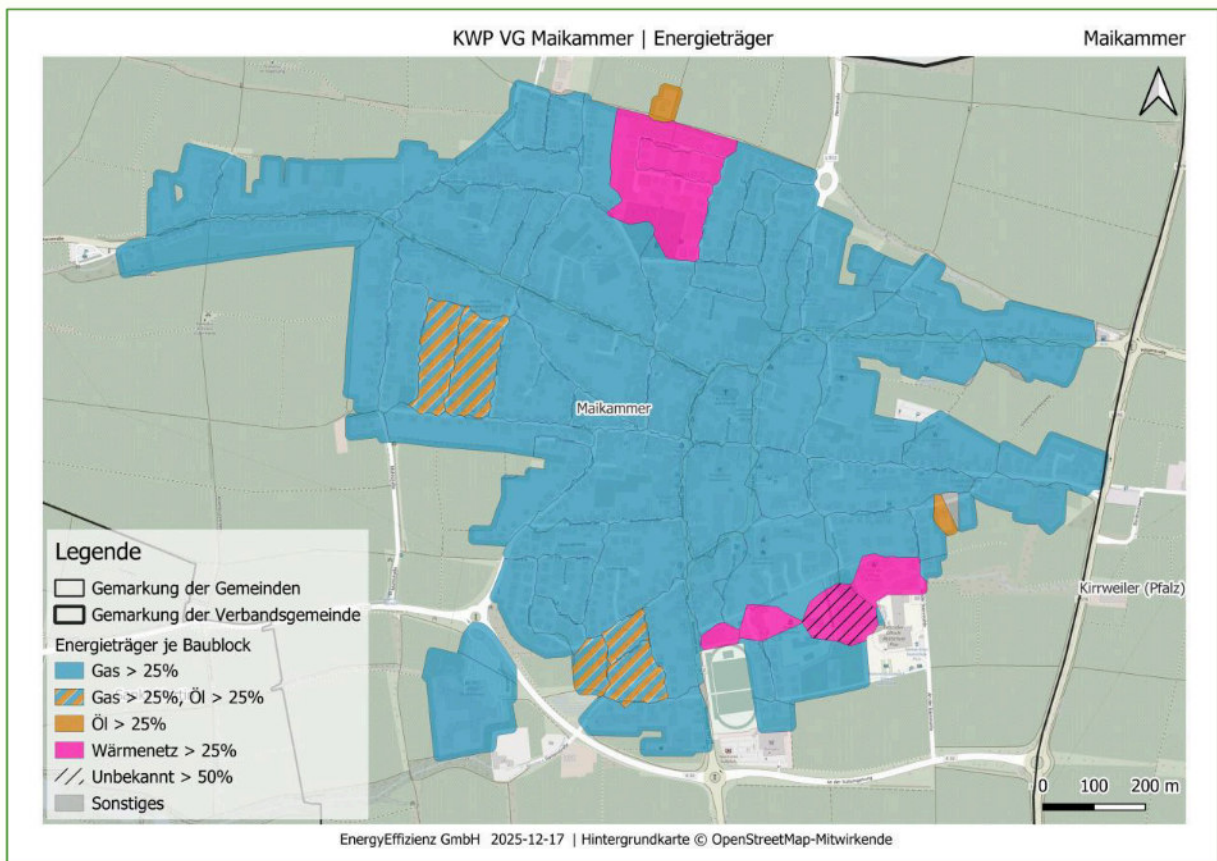 KWP VG Maikammer | Energieträger
Maikammer
Maikammer
Kirrweiler (Pfalz)
Legende
Gemarkung der Gemeinden
Gemarkung der Verbandsgemeinde
Energieträger je Baublock
Gas > 25%
Gas > 25%, Öl > 25%
Öl > 25%
Wärmenetz > 25%
Unbekannt > 50%
Sonstiges
0 100 200 m
EnergyEffizienz GmbH 2025-12-17 | Hintergrundkarte © OpenStreetMap-Mitwirkende